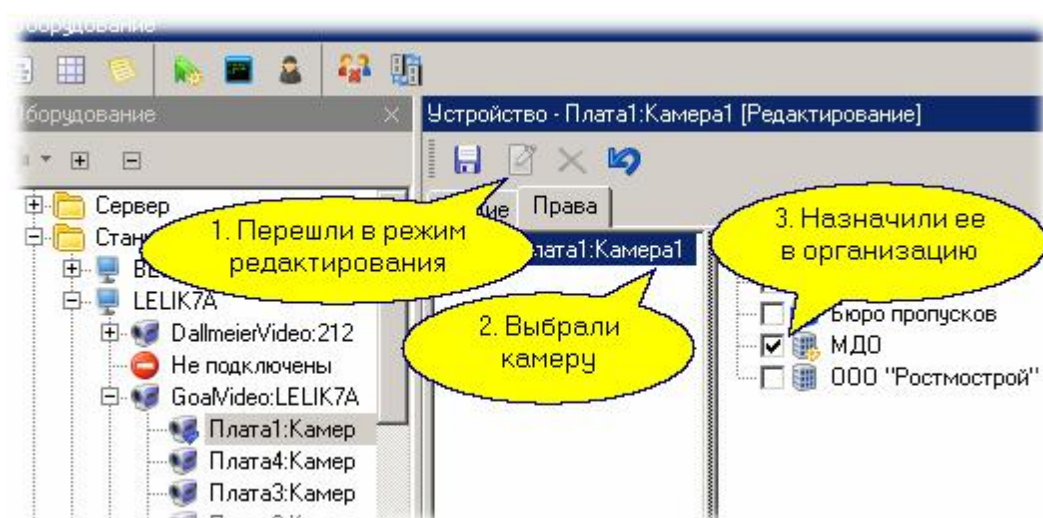 Оборудование
Оборудование
Устройство - Плата1:Камера1 [Редактирование]
Права
Сервер
1. Перешли в режим
редактирования
3. Назначили ее
в организацию
LELIK7A
DallmeierVideo:212
Не подключены
GoalVideo:LELIK7A
Плата1:Камер
Плата4:Камер
Плата3:Камер
Плата1:Камера1
2. Выбрали
камеру
Бюро пропусков
МДО
ООО "Ростмострой"